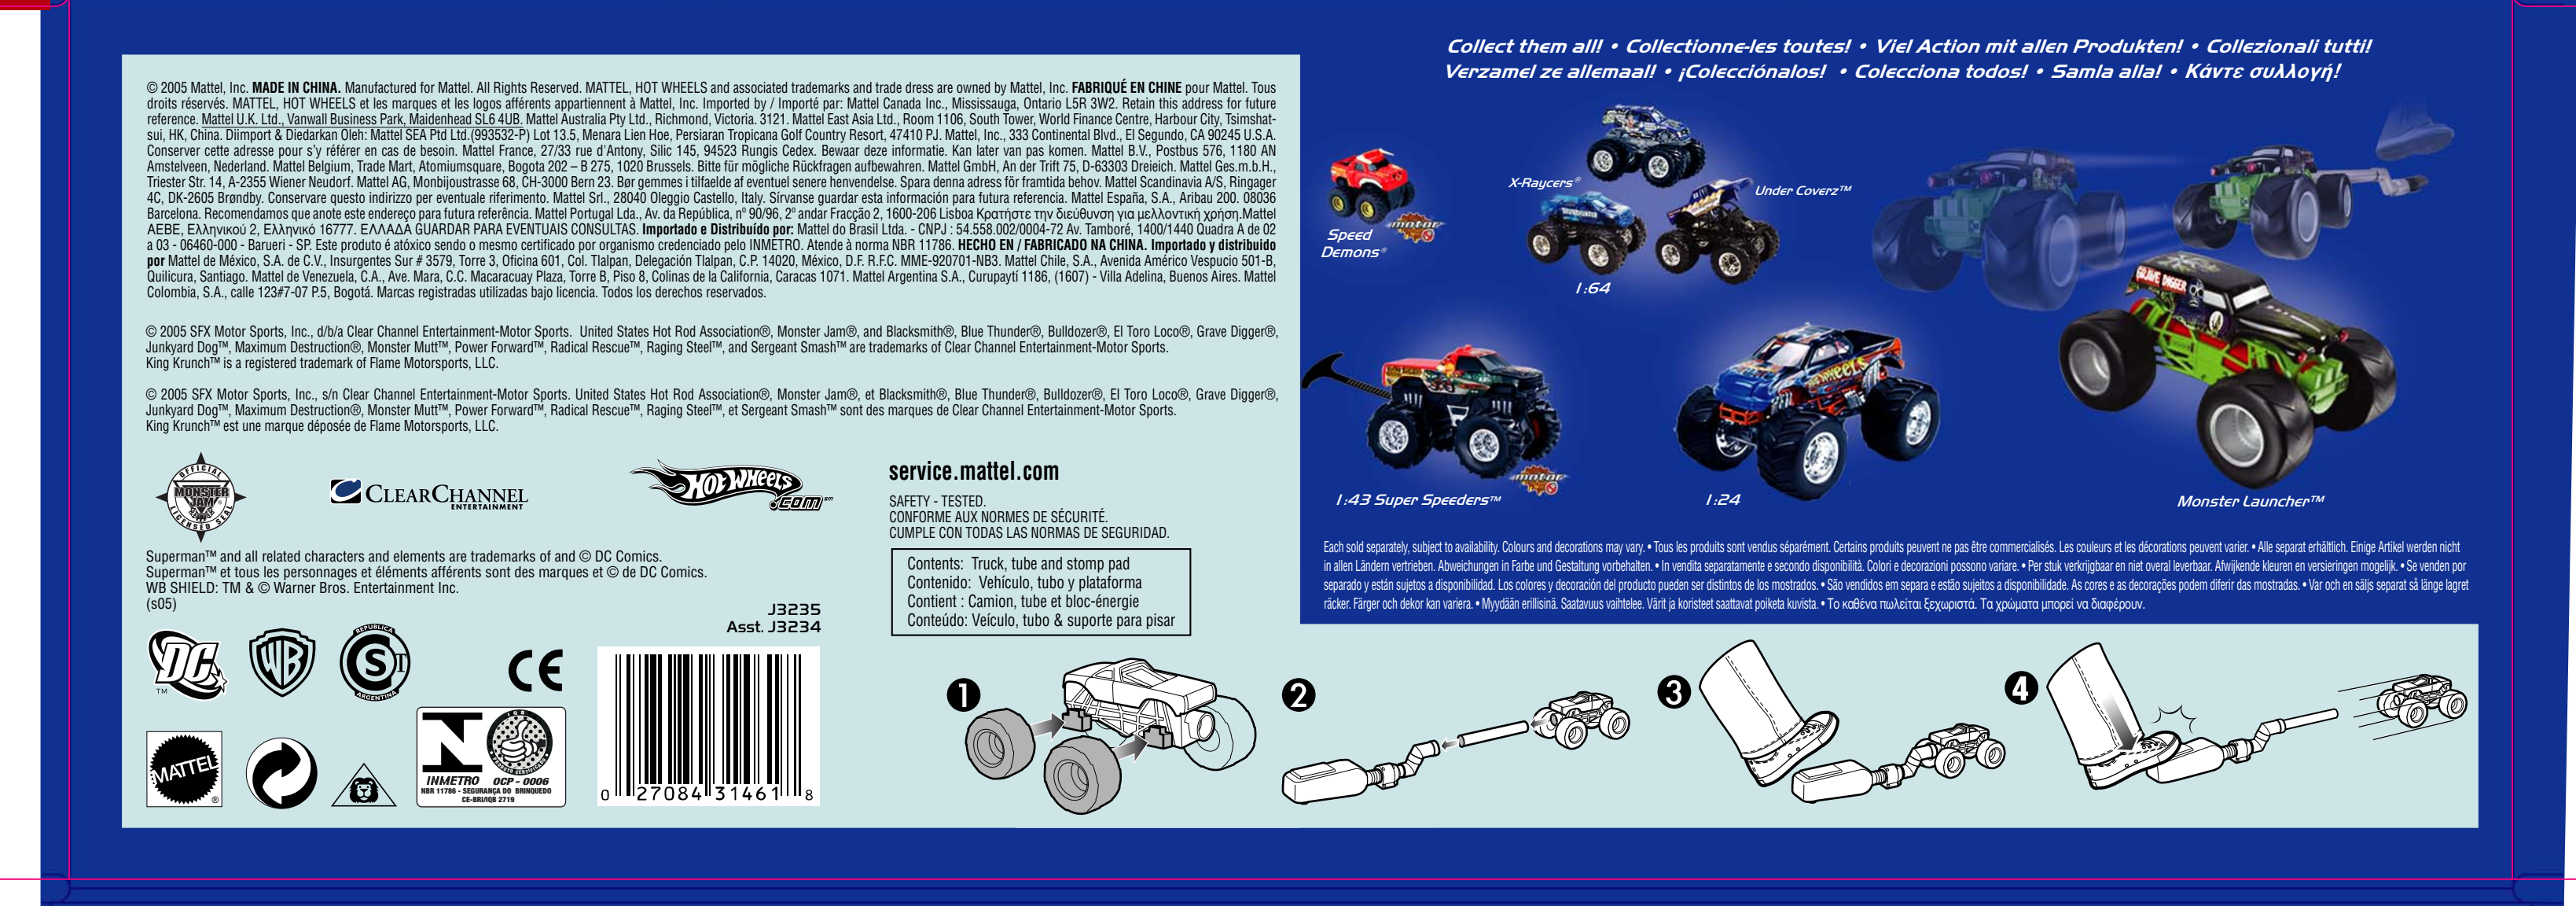 © 2005 Mattel, Inc. MADE IN CHINA. Manufactured for Mattel. All Rights Reserved. MATTEL, HOT WHEELS and associated trademarks and trade dress are owned by Mattel, Inc. FABRIQUÉ EN CHINE pour Mattel. Tous
droits réservés. MATTEL, HOT WHEELS et les marques et les logos afférents appartiennent à Mattel, Inc. Imported by / Importé par: Mattel Canada Inc., Mississauga, Ontario L5R 3W2. Retain this address for future
reference. Mattel U.K. Ltd., Vanwall Business Park, Maidenhead SL6 4UB. Mattel Australia Pty Ltd., Richmond, Victoria. 3121. Mattel East Asia Ltd., Room 1106, South Tower, World Finance Centre, Harbour City, Tsimshat-
sui, HK, China. Diimport & Diedarkan Oleh: Mattel SEA Ptd Ltd.(993532-P) Lot 13.5, Menara Lien Hoe, Persiaran Tropicana Golf Country Resort, 47410 PJ. Mattel, Inc., 333 Continental Blvd., El Segundo, CA 90245 U.S.A.
Conserver cette adresse pour s'y référer en cas de besoin. Mattel France, 27/33 rue d'Antony, Silic 145, 94523 Rungis Cedex. Bewaar deze informatie. Kan later van pas komen. Mattel B.V., Postbus 576, 1180 AN
Amstelveen, Nederland. Mattel Belgium, Trade Mart, Atomiumsquare, Bogota 202 – B 275, 1020 Brussels. Bitte für mögliche Rückfragen aufbewahren. Mattel GmbH, An der Trift 75, D-63303 Dreieich. Mattel Ges.m.b.H.,
Triester Str. 14, A-2355 Wiener Neudorf. Mattel AG, Monbijoustrasse 68, CH-3000 Bern 23. Bør gemmes i tilfaelde af eventuel senere henvendelse. Spara denna adress för framtida behov. Mattel Scandinavia A/S, Ringager
4C, DK-2605 Brøndby. Conservare questo indirizzo per eventuale riferimento. Mattel Srl., 28040 Oleggio Castello, Italy. Sírvanse guardar esta información para futura referencia. Mattel España, S.A., Aribau 200. 08036
Barcelona. Recomendamos que anote este endereço para futura referência. Mattel Portugal Lda., Av. da República, nº 90/96, 2º andar Fracção 2, 1600-206 Lisboa Κρατήστε την διεύθυνση για μελλοντική χρήση.Mattel
AEBE, Ελληνικού 2, Ελληνικό 16777. ΕΛΛΑΔΑ GUARDAR PARA EVENTUAIS CONSULTAS. Importado e Distribuído por: Mattel do Brasil Ltda. - CNPJ : 54.558.002/0004-72 Av. Tamboré, 1400/1440 Quadra A de 02
a 03 - 06460-000 - Barueri - SP. Este produto é atóxico sendo o mesmo certificado por organismo credenciado pelo INMETRO. Atende à norma NBR 11786. HECHO EN / FABRICADO NA CHINA. Importado y distribuido
por Mattel de México, S.A. de C.V., Insurgentes Sur # 3579, Torre 3, Oficina 601, Col. Tlalpan, Delegación Tlalpan, C.P. 14020, México, D.F. R.F.C. MME-920701-NB3. Mattel Chile, S.A., Avenida Américo Vespucio 501-B,
Quilicura, Santiago. Mattel de Venezuela, C.A., Ave. Mara, C.C. Macaracuay Plaza, Torre B, Piso 8, Colinas de la California, Caracas 1071. Mattel Argentina S.A., Curupaytí 1186, (1607) - Villa Adelina, Buenos Aires. Mattel
Colombia, S.A., calle 123#7-07 P.5, Bogotá. Marcas registradas utilizadas bajo licencia. Todos los derechos reservados.
© 2005 SFX Motor Sports, Inc., d/b/a Clear Channel Entertainment-Motor Sports. United States Hot Rod Association®, Monster Jam®, and Blacksmith®, Blue Thunder®, Bulldozer®, El Toro Loco®, Grave Digger®,
Junkyard Dog™, Maximum Destruction®, Monster Mutt™, Power Forward™, Radical Rescue™, Raging Steel™, and Sergeant Smash™ are trademarks of Clear Channel Entertainment-Motor Sports.
King Krunch™ is a registered trademark of Flame Motorsports, LLC.
© 2005 SFX Motor Sports, Inc., s/n Clear Channel Entertainment-Motor Sports. United States Hot Rod Association®, Monster Jam®, et Blacksmith®, Blue Thunder®, Bulldozer®, El Toro Loco®, Grave Digger®,
Junkyard Dog™, Maximum Destruction®, Monster Mutt™, Power Forward™, Radical Rescue™, Raging Steel™, et Sergeant Smash™ sont des marques de Clear Channel Entertainment-Motor Sports.
King Krunch™ est une marque déposée de Flame Motorsports, LLC.
OFFICIAL
MONSTER JAM
LICENSED SEAL
CLEARCHANNEL
ENTERTAINMENT
HOT WHEELS
.COM℠
service.mattel.com
SAFETY - TESTED.
CONFORME AUX NORMES DE SÉCURITÉ.
CUMPLE CON TODAS LAS NORMAS DE SEGURIDAD.
Contents: Truck, tube and stomp pad
Contenido: Vehículo, tubo y plataforma
Contient : Camion, tube et bloc-énergie
Conteúdo: Veículo, tubo & suporte para pisar
Superman™ and all related characters and elements are trademarks of and © DC Comics.
Superman™ et tous les personnages et éléments afférents sont des marques et © de DC Comics.
WB SHIELD: TM & © Warner Bros. Entertainment Inc.
(s05)
J3235
Asst. J3234
DC
TM
WB
REPUBLICA
S T
ARGENTINA
CE
MATTEL
®
INMETRO OCP - 0006
NBR 11786 - SEGURANÇA DO BRINQUEDO
CE-BRI/IQB 2719
0 27084 31461 8
Collect them all! • Collectionne-les toutes! • Viel Action mit allen Produkten! • Collezionali tutti!
Verzamel ze allemaal! • ¡Colecciónalos! • Colecciona todos! • Samla alla! • Κάντε συλλογή!
X-Raycers®
Under Coverz™
motor
Speed
Demons®
1:64
THUNDER
GRAVE DIGGER
motor
1:43 Super Speeders™
1:24
Monster Launcher™
Each sold separately, subject to availability. Colours and decorations may vary. • Tous les produits sont vendus séparément. Certains produits peuvent ne pas être commercialisés. Les couleurs et les décorations peuvent varier. • Alle separat erhältlich. Einige Artikel werden nicht
in allen Ländern vertrieben. Abweichungen in Farbe und Gestaltung vorbehalten. • In vendita separatamente e secondo disponibilità. Colori e decorazioni possono variare. • Per stuk verkrijgbaar en niet overal leverbaar. Afwijkende kleuren en versieringen mogelijk. • Se venden por
separado y están sujetos a disponibilidad. Los colores y decoración del producto pueden ser distintos de los mostrados. • São vendidos em separa e estão sujeitos a disponibilidade. As cores e as decorações podem diferir das mostradas. • Var och en säljs separat så länge lagret
räcker. Färger och dekor kan variera. • Myydään erillisinä. Saatavuus vaihtelee. Värit ja koristeet saattavat poiketa kuvista. • Το καθένα πωλείται ξεχωριστά. Τα χρώματα μπορεί να διαφέρουν.
1
2
3
4